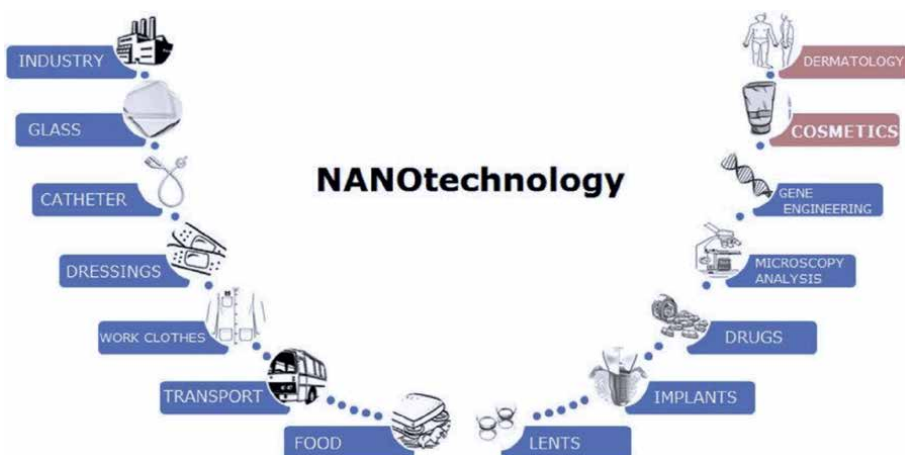 INDUSTRY
GLASS
CATHETER
DRESSINGS
WORK CLOTHES
TRANSPORT
FOOD
NANOtechnology
DERMATOLOGY
COSMETICS
GENE
ENGINEERING
MICROSCOPY
ANALYSIS
DRUGS
IMPLANTS
LENTS